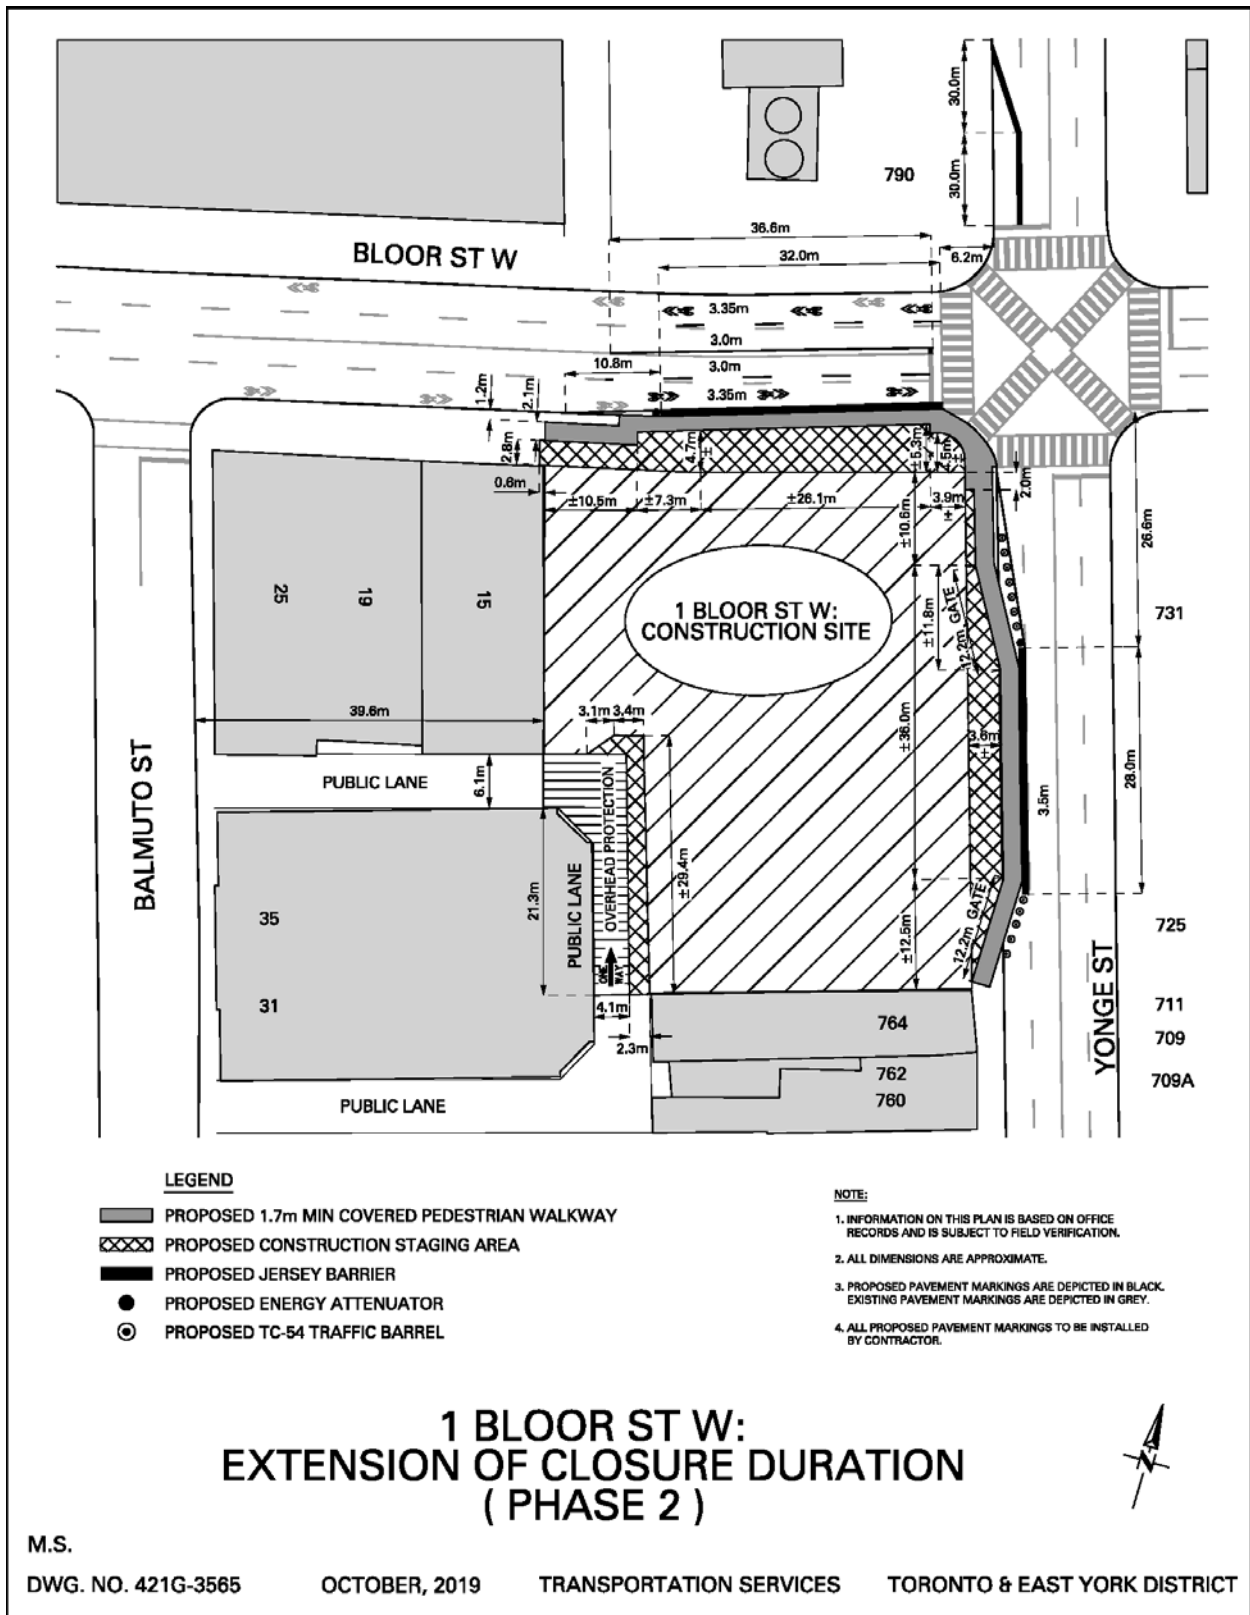 30.0m
30.0m
790
36.6m
BLOOR ST W
32.0m
6.2m
3.35m
3.0m
3.0m
10.8m
3.35m
1.2m
2.1m
2.8m
4.7m
±
±5.3m
4.5m
±
2.0m
0.6m
±10.5m
±7.3m
±26.1m
3.9m
±
±10.6m
26.6m
25
19
15
1 BLOOR ST W:
CONSTRUCTION SITE
±11.8m
12.2m GATE
731
39.6m
3.1m
3.4m
±36.0m
3.6m
±
BALMUTO ST
PUBLIC LANE
6.1m
OVERHEAD PROTECTION
3.5m
28.0m
±29.4m
21.3m
PUBLIC LANE
35
31
ONE
WAY
±12.5m
12.2m GATE
725
YONGE ST
4.1m
2.3m
764
711
709
762
709A
760
PUBLIC LANE
LEGEND
PROPOSED 1.7m MIN COVERED PEDESTRIAN WALKWAY
PROPOSED CONSTRUCTION STAGING AREA
PROPOSED JERSEY BARRIER
PROPOSED ENERGY ATTENUATOR
PROPOSED TC-54 TRAFFIC BARREL
NOTE:
1. INFORMATION ON THIS PLAN IS BASED ON OFFICE
RECORDS AND IS SUBJECT TO FIELD VERIFICATION.
2. ALL DIMENSIONS ARE APPROXIMATE.
3. PROPOSED PAVEMENT MARKINGS ARE DEPICTED IN BLACK.
EXISTING PAVEMENT MARKINGS ARE DEPICTED IN GREY.
4. ALL PROPOSED PAVEMENT MARKINGS TO BE INSTALLED
BY CONTRACTOR.
1 BLOOR ST W:
EXTENSION OF CLOSURE DURATION
( PHASE 2 )
N
M.S.
DWG. NO. 421G-3565 OCTOBER, 2019 TRANSPORTATION SERVICES TORONTO & EAST YORK DISTRICT